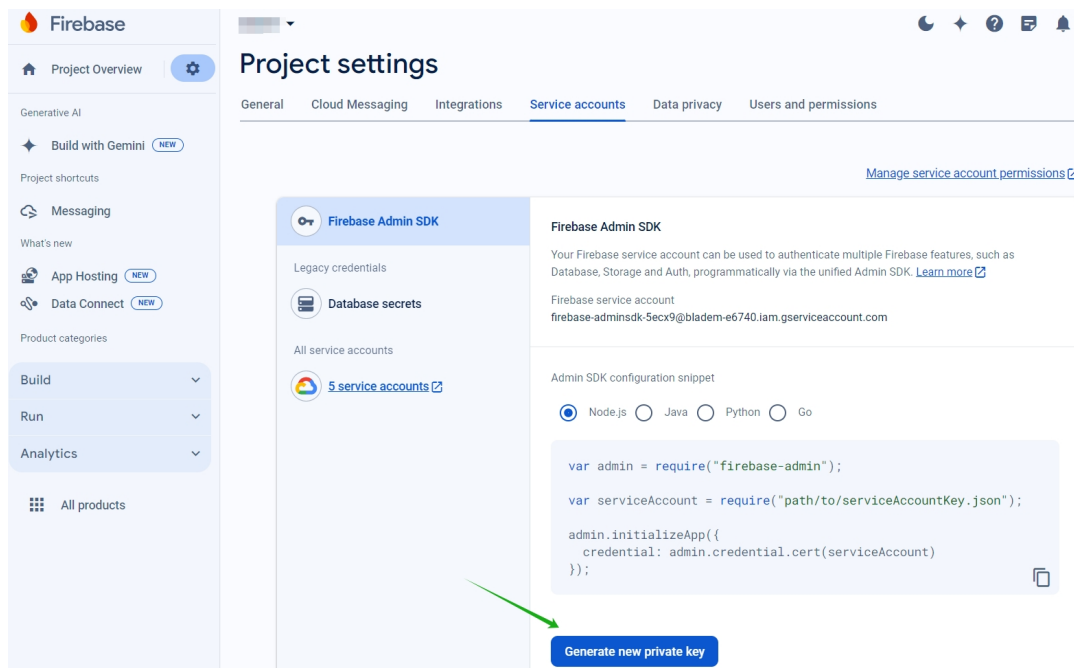 Firebase
Project Overview
Generative AI
Build with Gemini NEW
Project shortcuts
Messaging
What's new
App Hosting NEW
Data Connect NEW
Product categories
Build
Run
Analytics
All products
Project settings
General Cloud Messaging Integrations Service accounts Data privacy Users and permissions
Manage service account permissions
Firebase Admin SDK
Legacy credentials
Database secrets
All service accounts
5 service accounts
Firebase Admin SDK
Your Firebase service account can be used to authenticate multiple Firebase features, such as
Database, Storage and Auth, programmatically via the unified Admin SDK. Learn more
Firebase service account
firebase-adminsdk-5ecx9@bladem-e6740.iam.gserviceaccount.com
Admin SDK configuration snippet
Node.js Java Python Go
var admin = require("firebase-admin");
var serviceAccount = require("path/to/serviceAccountKey.json");
admin.initializeApp({
credential: admin.credential.cert(serviceAccount)
});
Generate new private key